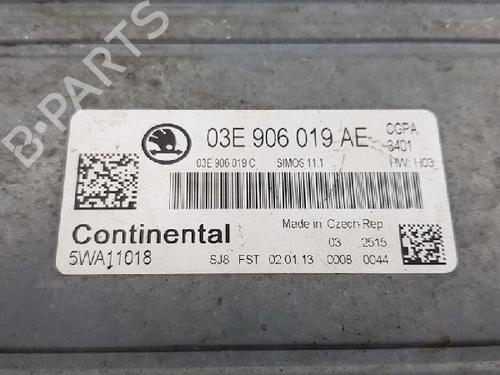 B-PARTS
03E 906 019 AE
CGPA
3401
03E 906 019 C SIMOS 11.1 HW: H03
Continental
Made in Czech Rep
03 2515
5WA11018
SJ8 FST 02 01 13 0008 0044